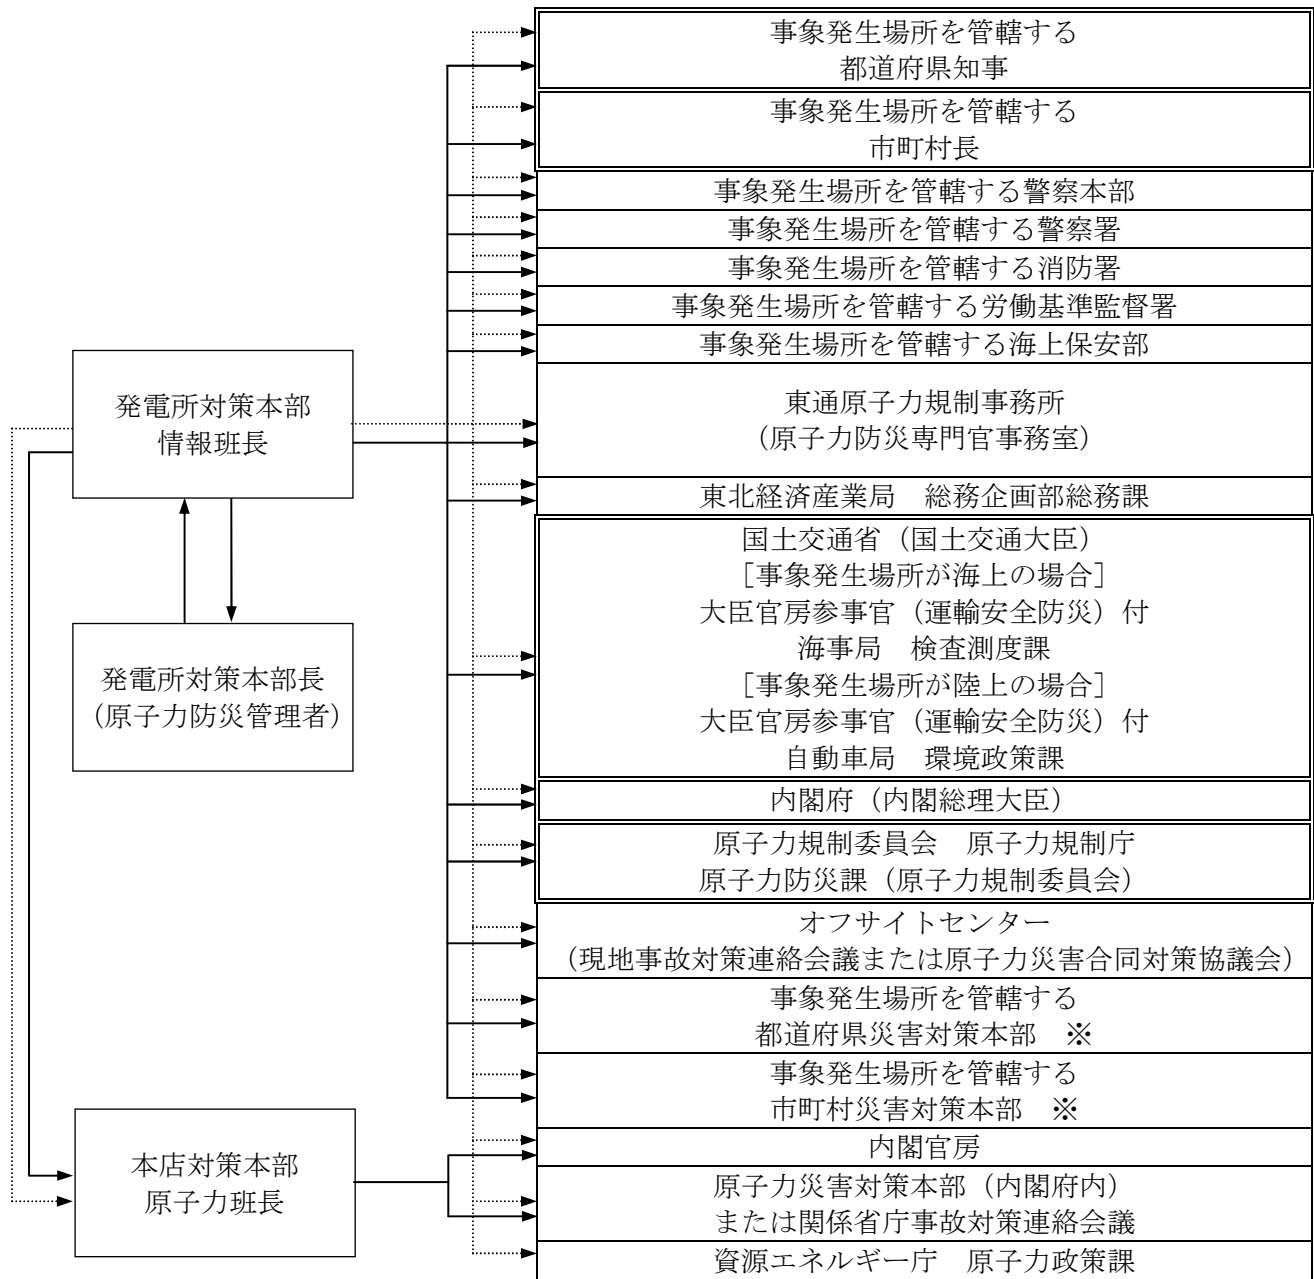 事象発生場所を管轄する
都道府県知事
事象発生場所を管轄する
市町村長
事象発生場所を管轄する警察本部
事象発生場所を管轄する警察署
事象発生場所を管轄する消防署
事象発生場所を管轄する労働基準監督署
事象発生場所を管轄する海上保安部
発電所対策本部
情報班長
東通原子力規制事務所
（原子力防災専門官事務室）
東北経済産業局　総務企画部総務課
国土交通省（国土交通大臣）
［事象発生場所が海上の場合］
大臣官房参事官（運輸安全防災）付
海事局　検査測度課
［事象発生場所が陸上の場合］
大臣官房参事官（運輸安全防災）付
自動車局　環境政策課
発電所対策本部長
（原子力防災管理者）
内閣府（内閣総理大臣）
原子力規制委員会　原子力規制庁
原子力防災課（原子力規制委員会）
オフサイトセンター
（現地事故対策連絡会議または原子力災害合同対策協議会）
事象発生場所を管轄する
都道府県災害対策本部　※
事象発生場所を管轄する
市町村災害対策本部　※
本店対策本部
原子力班長
内閣官房
原子力災害対策本部（内閣府内）
または関係省庁事故対策連絡会議
資源エネルギー庁　原子力政策課